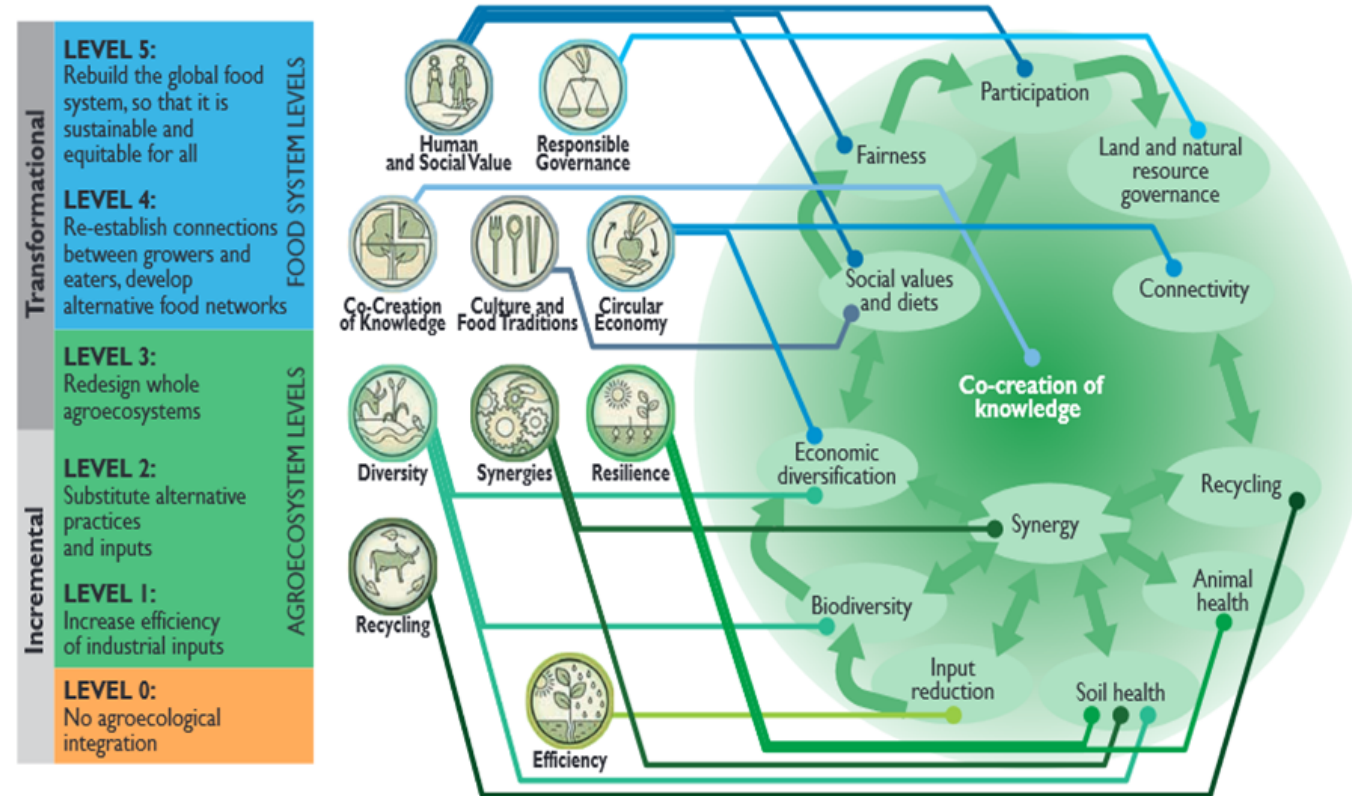 Transformational
Incremental
LEVEL 5:
Rebuild the global food
system, so that it is
sustainable and
equitable for all
LEVEL 4:
Re-establish connections
between growers and
eaters, develop
alternative food networks
FOOD SYSTEM LEVELS
LEVEL 3:
Redesign whole
agroecosystems
LEVEL 2:
Substitute alternative
practices
and inputs
LEVEL 1:
Increase efficiency
of industrial inputs
AGROECOSYSTEM LEVELS
LEVEL 0:
No agroecological
integration
Human
and Social Value
Responsible
Governance
Co-Creation
of Knowledge
Culture and
Food Traditions
Circular
Economy
Diversity
Synergies
Resilience
Recycling
Efficiency
Participation
Fairness
Land and natural
resource
governance
Social values
and diets
Connectivity
Co-creation of
knowledge
Economic
diversification
Recycling
Synergy
Animal
health
Biodiversity
Input
reduction
Soil health